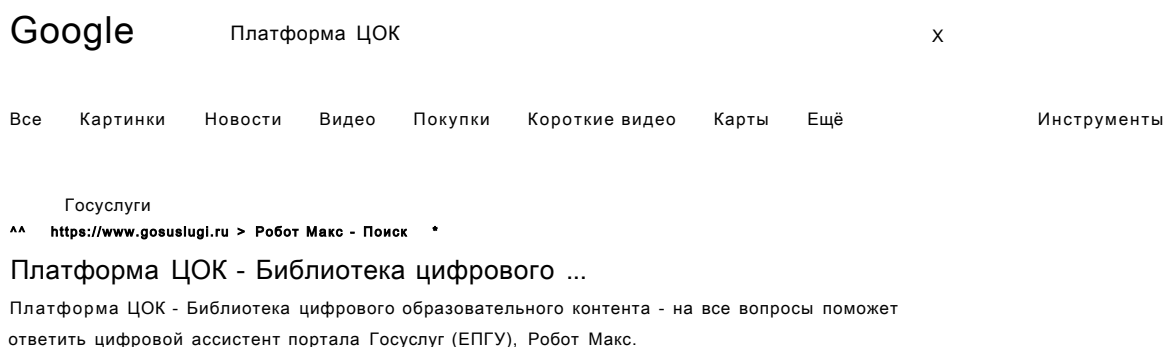 Google Платформа ЦОК X
Все Картинки Новости Видео Покупки Короткие видео Карты Ещё Инструменты
Госуслуги
^^ https://www.gosuslugi.ru > Робот Макс - Поиск *
Платформа ЦОК - Библиотека цифрового ...
Платформа ЦОК - Библиотека цифрового образовательного контента - на все вопросы поможет
ответить цифровой ассистент портала Госуслуг (ЕПГУ), Робот Макс.